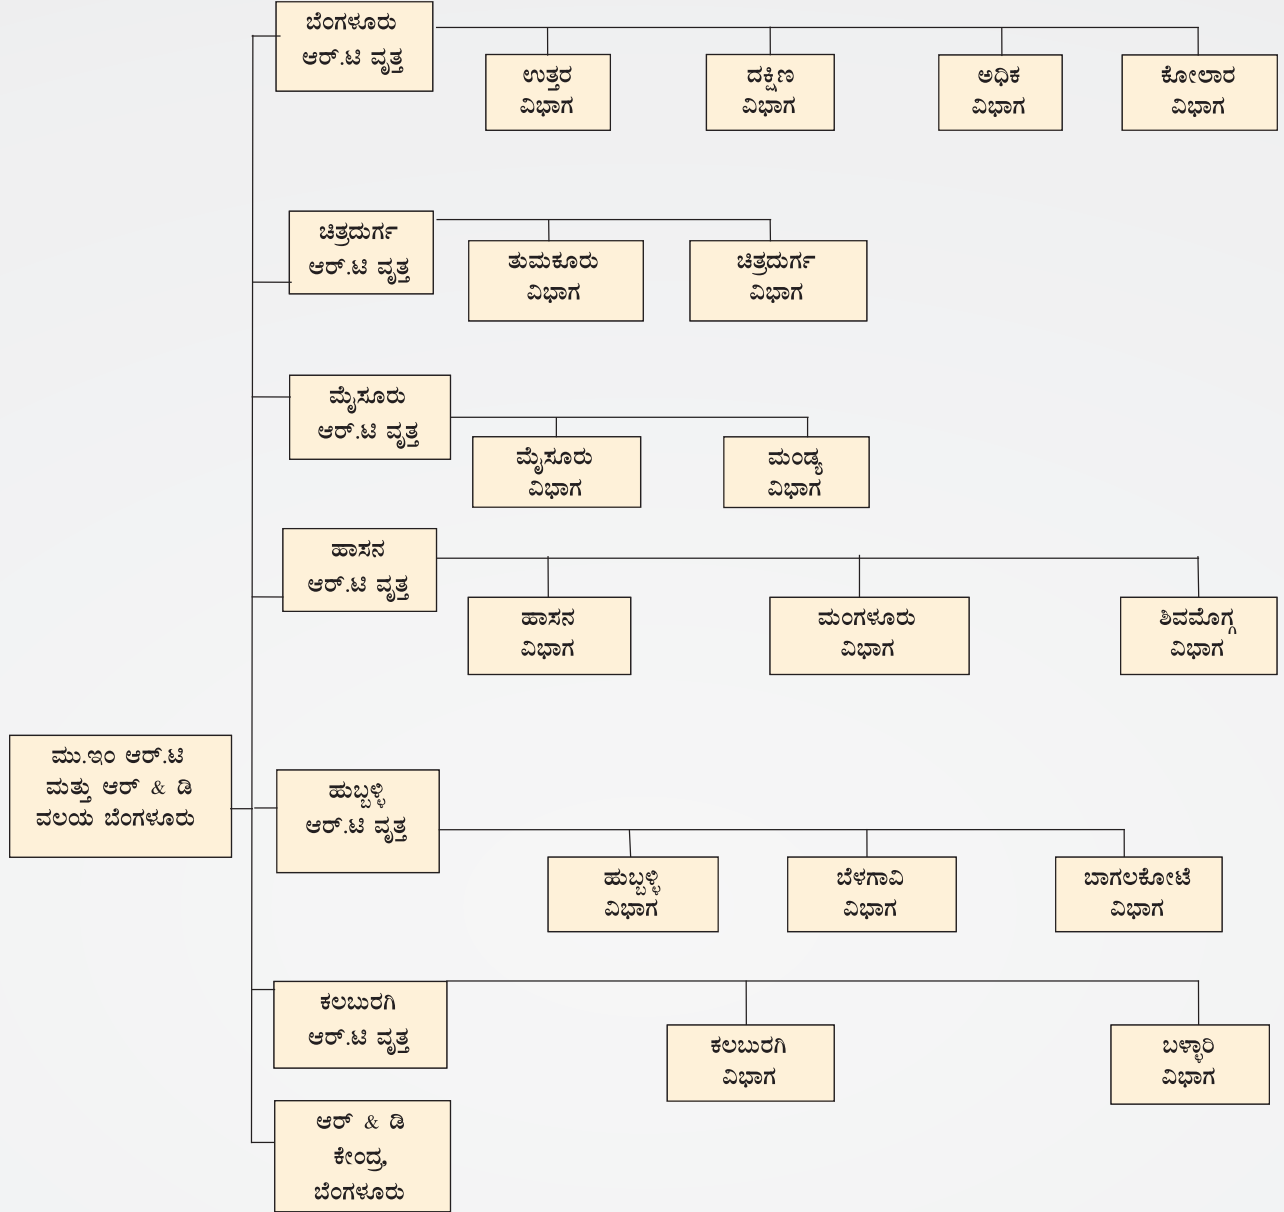 ಬೆಂಗಳೂರು
ಆರ್.ಟಿ ವೃತ್ತ
ಉತ್ತರ
ವಿಭಾಗ
ದಕ್ಷಿಣ
ವಿಭಾಗ
ಅಧಿಕ
ವಿಭಾಗ
ಕೋಲಾರ
ವಿಭಾಗ
ಚಿತ್ರದುರ್ಗ
ಆರ್.ಟಿ ವೃತ್ತ
ತುಮಕೂರು
ವಿಭಾಗ
ಚಿತ್ರದುರ್ಗ
ವಿಭಾಗ
ಮೈಸೂರು
ಆರ್.ಟಿ ವೃತ್ತ
ಮೈಸೂರು
ವಿಭಾಗ
ಮಂಡ್ಯ
ವಿಭಾಗ
ಹಾಸನ
ಆರ್.ಟಿ ವೃತ್ತ
ಹಾಸನ
ವಿಭಾಗ
ಮಂಗಳೂರು
ವಿಭಾಗ
ಶಿವಮೊಗ್ಗ
ವಿಭಾಗ
ಮು.ಇಂ ಆರ್.ಟಿ
ಮತ್ತು ಆರ್ & ಡಿ
ವಲಯ ಬೆಂಗಳೂರು
ಹುಬ್ಬಳ್ಳಿ
ಆರ್.ಟಿ ವೃತ್ತ
ಹುಬ್ಬಳ್ಳಿ
ವಿಭಾಗ
ಬೆಳಗಾವಿ
ವಿಭಾಗ
ಬಾಗಲಕೋಟೆ
ವಿಭಾಗ
ಕಲಬುರಗಿ
ಆರ್.ಟಿ ವೃತ್ತ
ಕಲಬುರಗಿ
ವಿಭಾಗ
ಬಳ್ಳಾರಿ
ವಿಭಾಗ
ಆರ್ & ಡಿ
ಕೇಂದ್ರ,
ಬೆಂಗಳೂರು